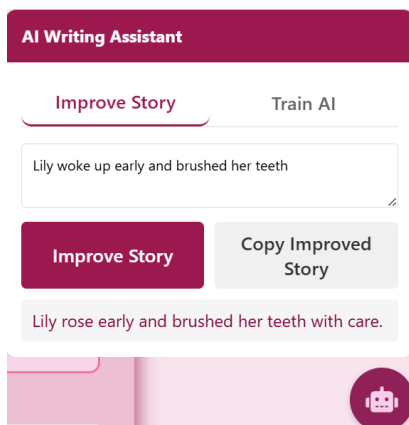 AI Writing Assistant
Improve Story
Train AI
Lily woke up early and brushed her teeth
Improve Story
Copy Improved
Story
Lily rose early and brushed her teeth with care.